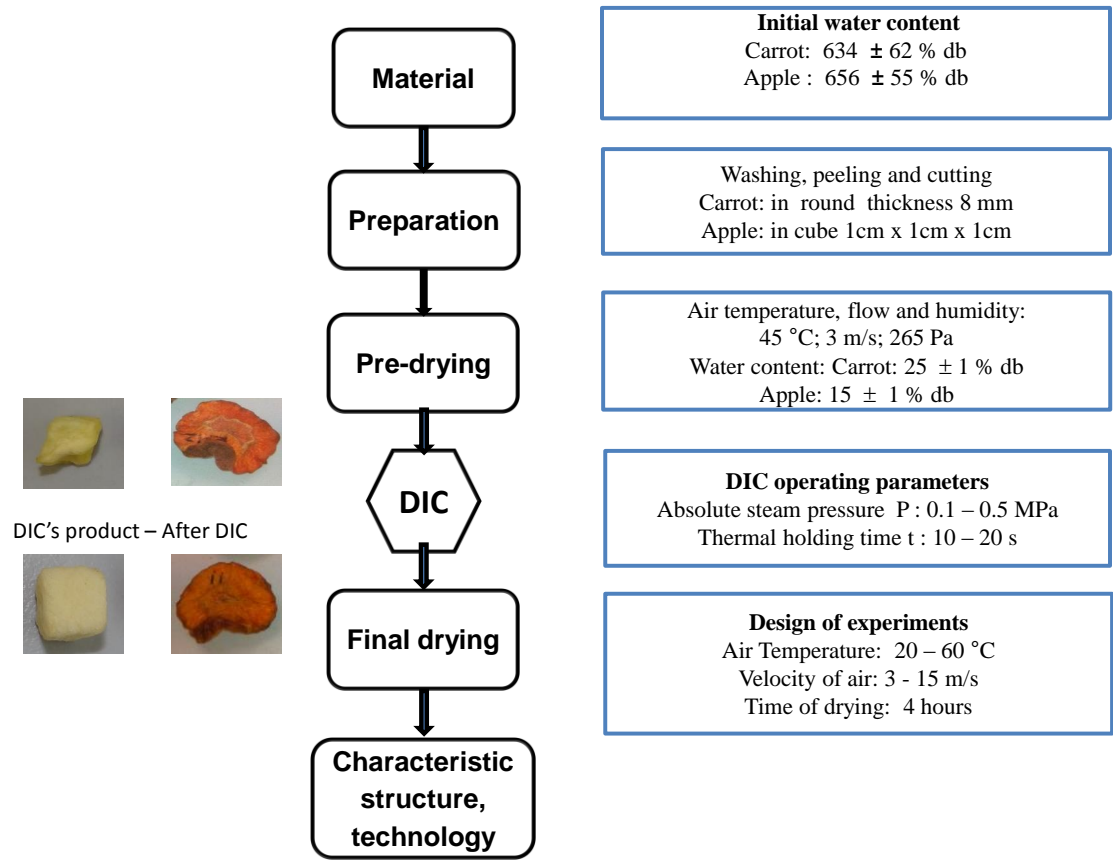 Material
Initial water content
Carrot: 634 ± 62 % db
Apple : 656 ± 55 % db
Preparation
Washing, peeling and cutting
Carrot: in round thickness 8 mm
Apple: in cube 1cm x 1cm x 1cm
Pre-drying
Air temperature, flow and humidity:
45 °C; 3 m/s; 265 Pa
Water content: Carrot: 25 ± 1 % db
Apple: 15 ± 1 % db
DIC
DIC operating parameters
Absolute steam pressure P : 0.1 – 0.5 MPa
Thermal holding time t : 10 – 20 s
DIC's product – After DIC
Final drying
Design of experiments
Air Temperature: 20 – 60 °C
Velocity of air: 3 - 15 m/s
Time of drying: 4 hours
Characteristic
structure,
technology